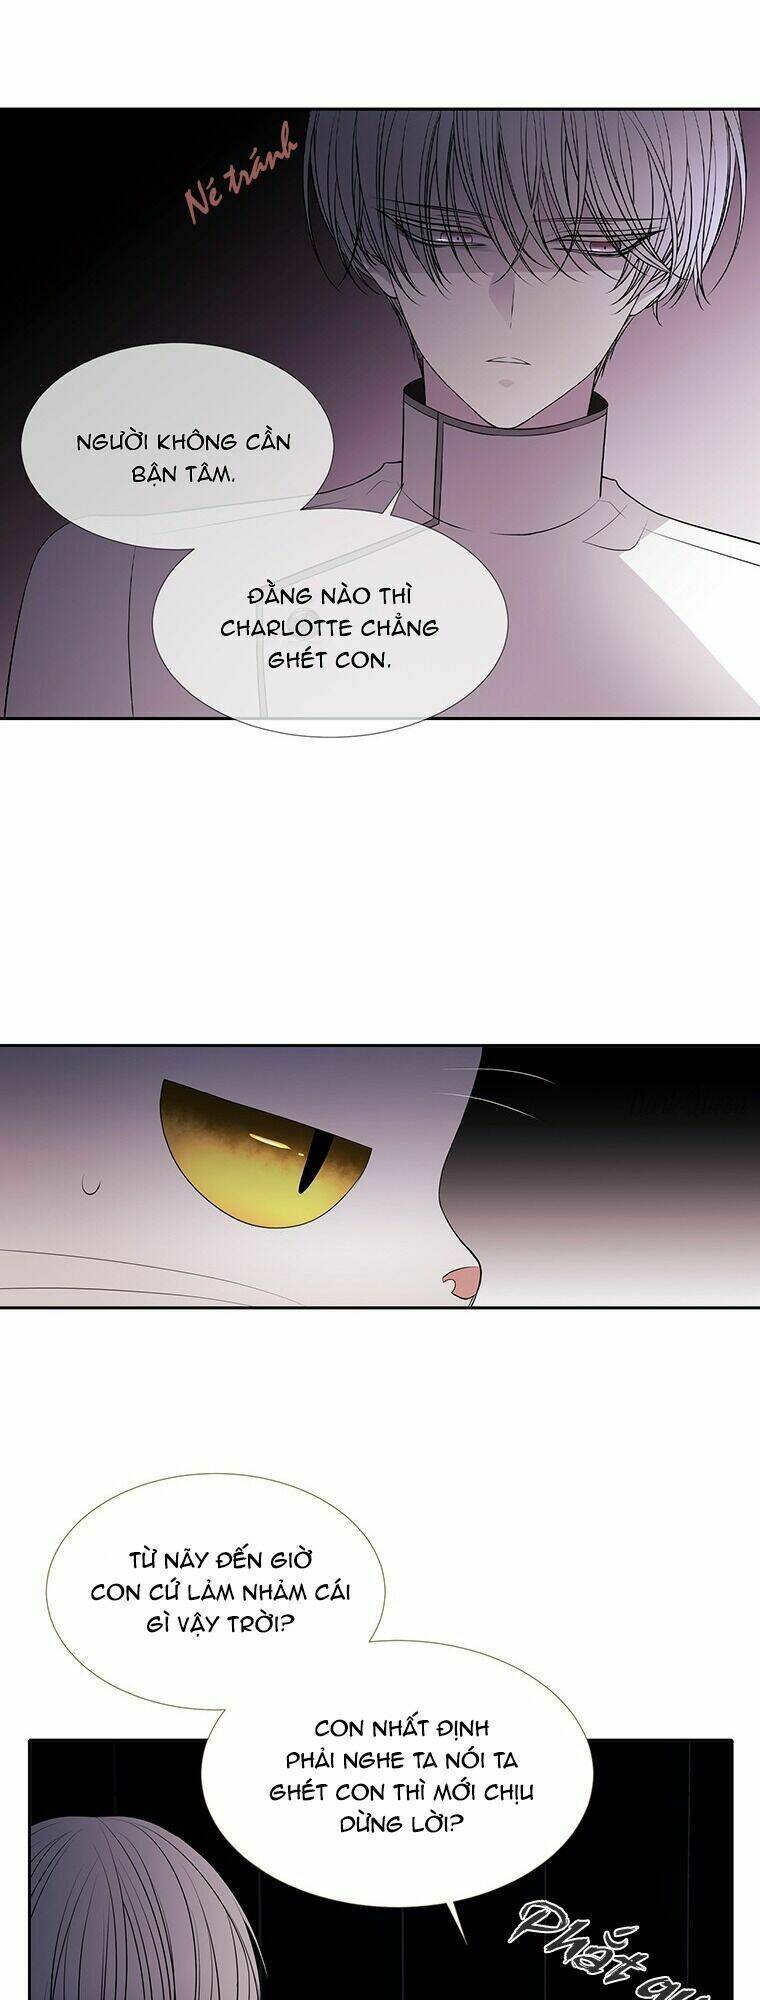 Né tránh
NGƯỜI KHÔNG CẦN
BẬN TÂM.
ĐẰNG NÀO THÌ
CHARLOTTE CHẲNG
GHÉT CON.
TỪ NÃY ĐẾN GIỜ
CON CỨ LẢM NHẢM CÁI
GÌ VẬY TRỜI?
CON NHẤT ĐỊNH
PHẢI NGHE TA NÓI TA
GHÉT CON THÌ MỚI CHỊU
DỪNG LỜI?
Phắt